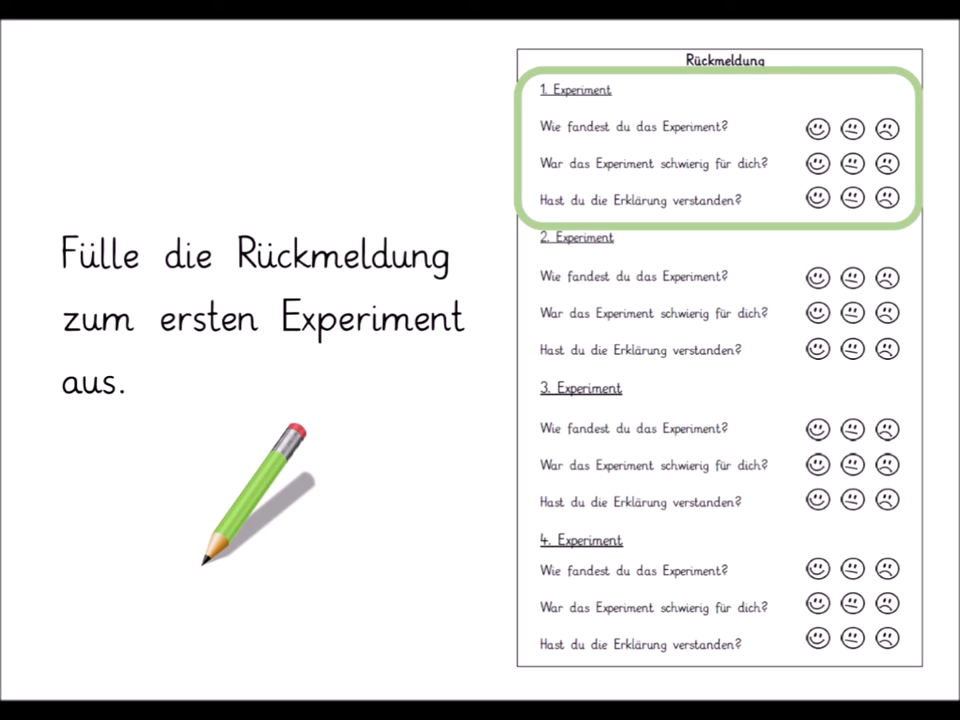 Fülle die Rückmeldung
zum ersten Experiment
aus.
Rückmeldung
1. Experiment
Wie fandest du das Experiment?
War das Experiment schwierig für dich?
Hast du die Erklärung verstanden?
2. Experiment
Wie fandest du das Experiment?
War das Experiment schwierig für dich?
Hast du die Erklärung verstanden?
3. Experiment
Wie fandest du das Experiment?
War das Experiment schwierig für dich?
Hast du die Erklärung verstanden?
4. Experiment
Wie fandest du das Experiment?
War das Experiment schwierig für dich?
Hast du die Erklärung verstanden?